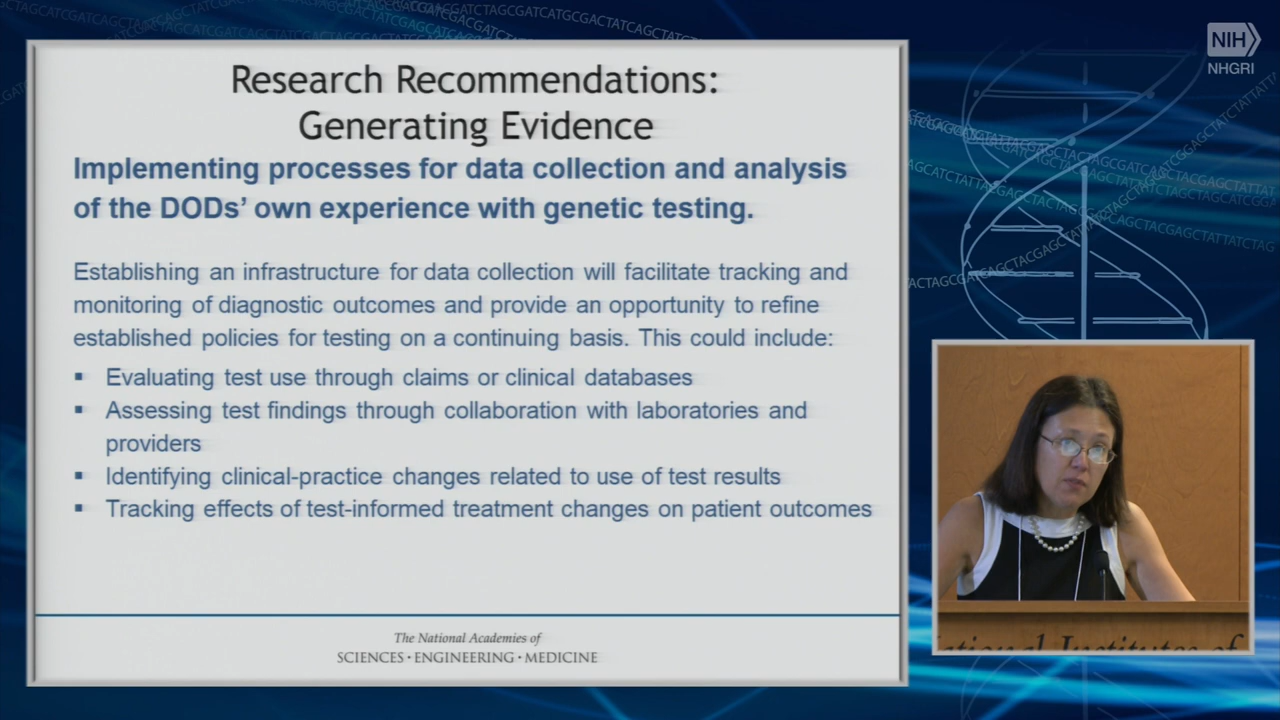 NIH
NHGRI
Research Recommendations:
Generating Evidence
Implementing processes for data collection and analysis
of the DODs’ own experience with genetic testing.
Establishing an infrastructure for data collection will facilitate tracking and
monitoring of diagnostic outcomes and provide an opportunity to refine
established policies for testing on a continuing basis. This could include:
▪ Evaluating test use through claims or clinical databases
▪ Assessing test findings through collaboration with laboratories and
providers
▪ Identifying clinical-practice changes related to use of test results
▪ Tracking effects of test-informed treatment changes on patient outcomes
The National Academies of
SCIENCES · ENGINEERING · MEDICINE
Institutes of